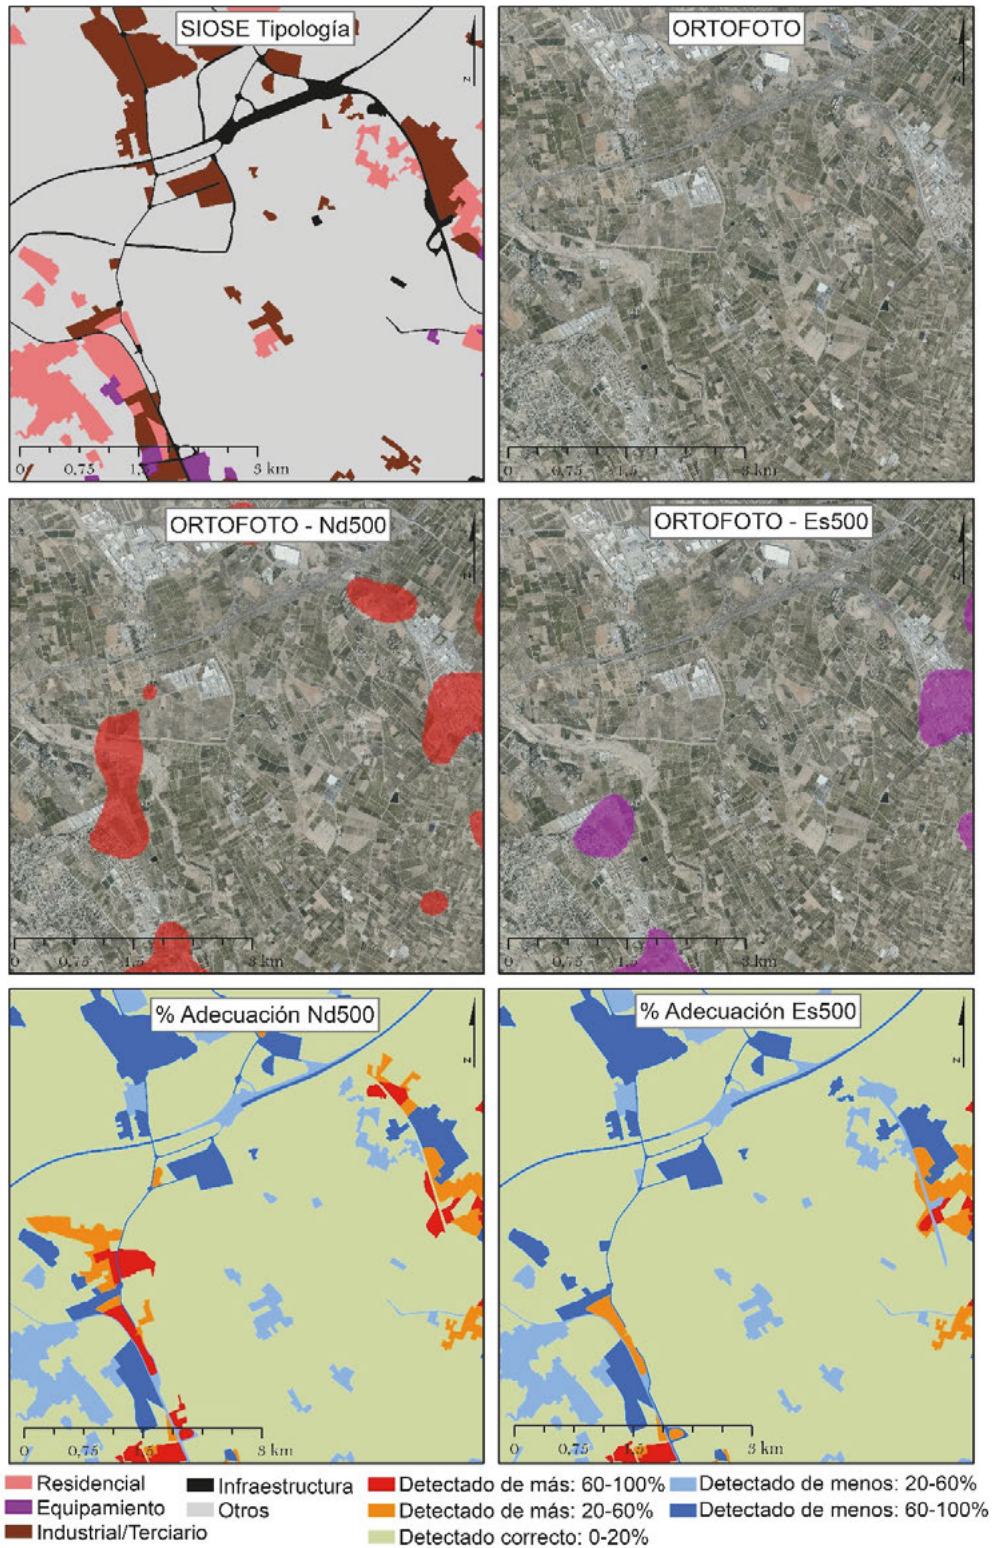 SIOSE Tipología
ORTOFOTO
N
N
0 0,75 1,5 3 km
0 0,75 1,5 3 km
ORTOFOTO - Nd500
ORTOFOTO - Es500
N
N
0 0,75 1,5 3 km
0 0,75 1,5 3 km
% Adecuación Nd500
% Adecuación Es500
N
N
0 0,75 1,5 3 km
0 0,75 1,5 3 km
Residencial
Equipamiento
Industrial/Terciario
Infraestructura
Otros
Detectado de más: 60-100%
Detectado de más: 20-60%
Detectado correcto: 0-20%
Detectado de menos: 20-60%
Detectado de menos: 60-100%